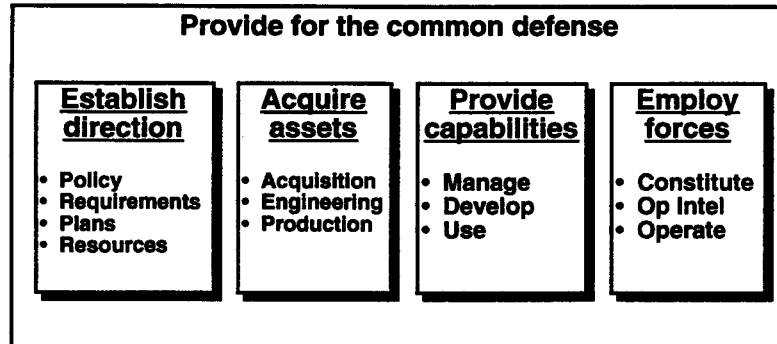 Provide for the common defense
Establish
direction
• Policy
• Requirements
• Plans
• Resources
Acquire
assets
• Acquisition
• Engineering
• Production
Provide
capabilities
• Manage
• Develop
• Use
Employ
forces
• Constitute
• Op Intel
• Operate